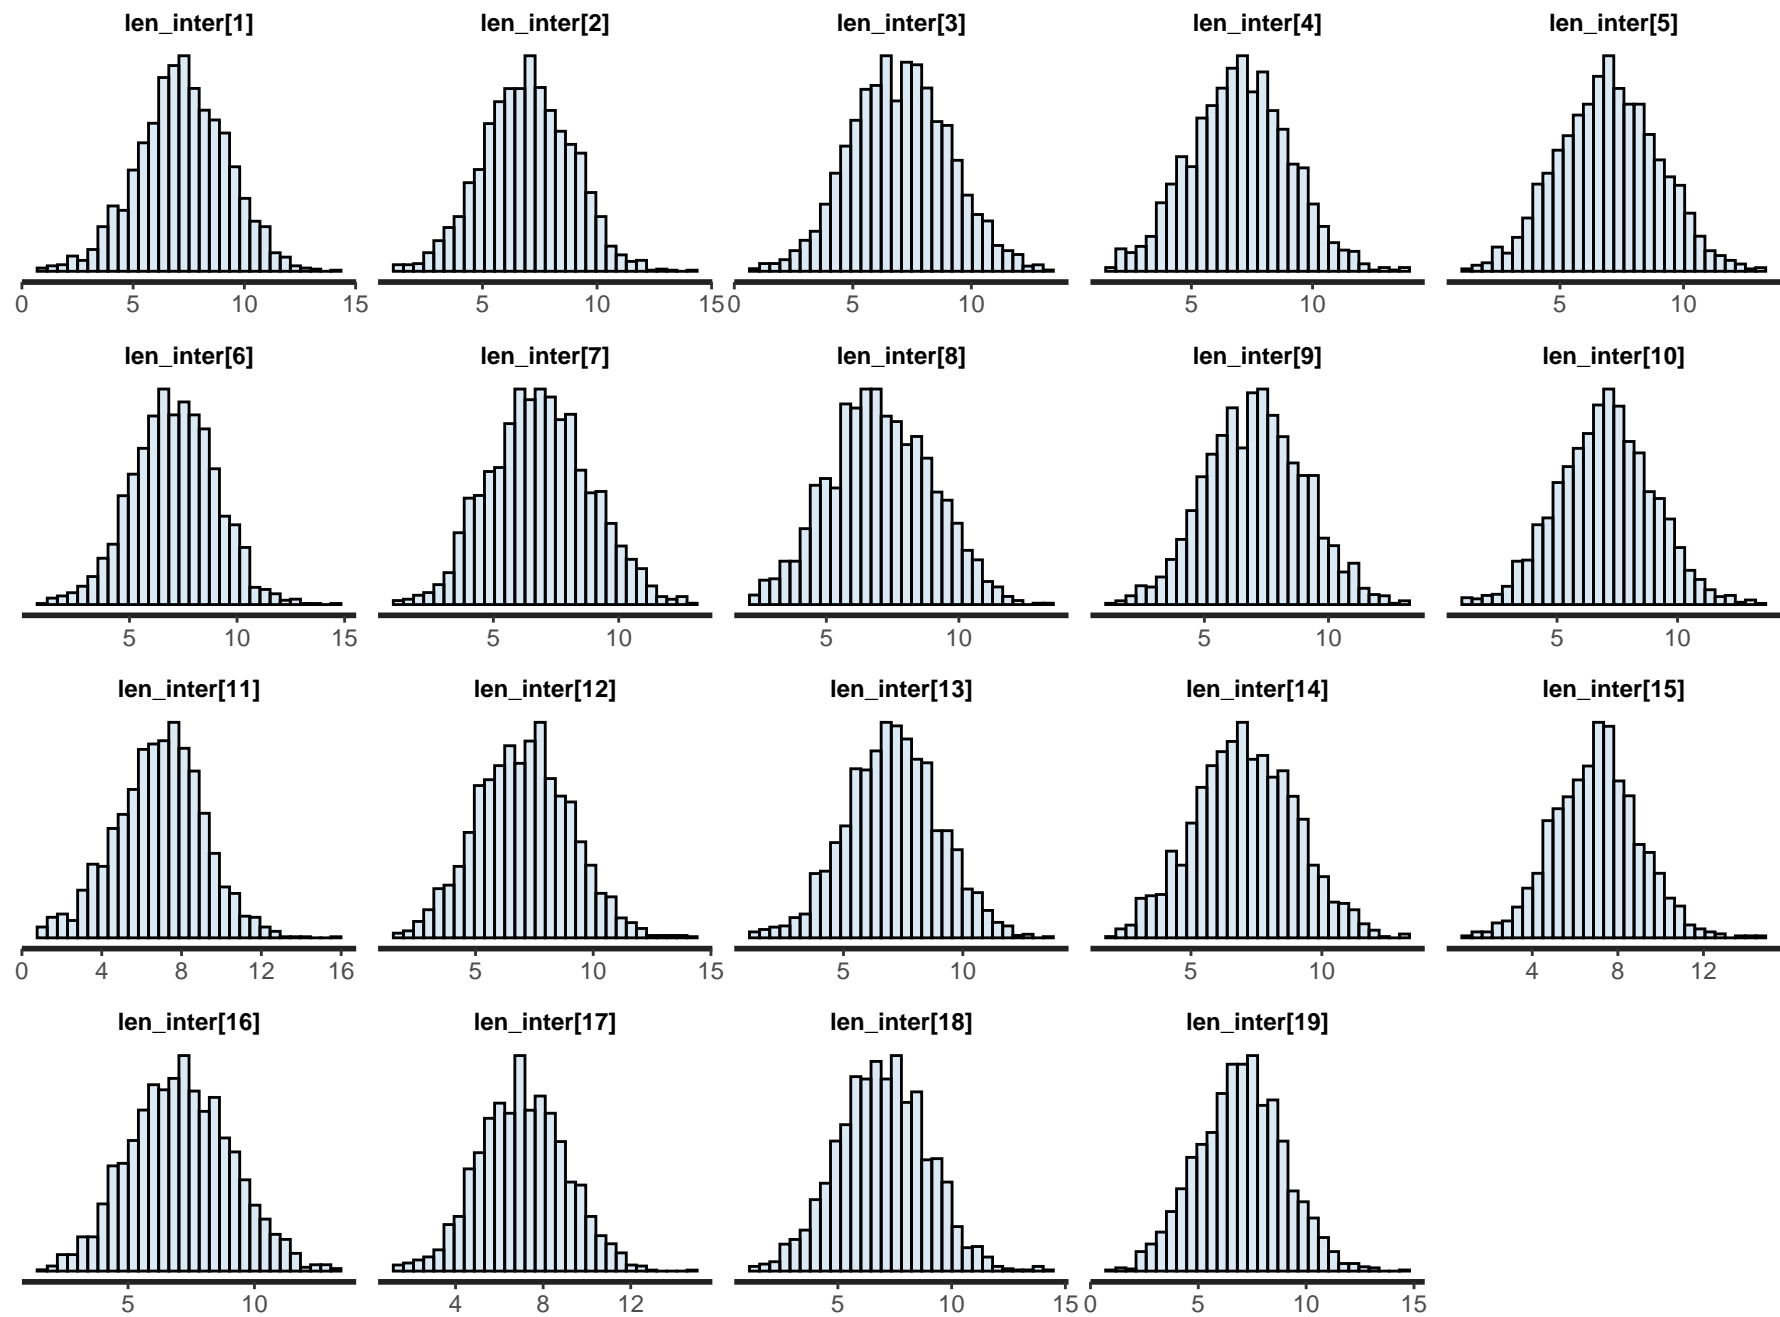 len_inter[1] len_inter[2] len_inter[3] len_inter[4] len_inter[5]
0 5 10 15 5 10 15 0 5 10 5 10 5 10
len_inter[6] len_inter[7] len_inter[8] len_inter[9] len_inter[10]
5 10 15 5 10 5 10 5 10 5 10
len_inter[11] len_inter[12] len_inter[13] len_inter[14] len_inter[15]
0 4 8 12 16 5 10 15 5 10 5 10 4 8 12
len_inter[16] len_inter[17] len_inter[18] len_inter[19]
5 10 4 8 12 5 10 15 0 5 10 15